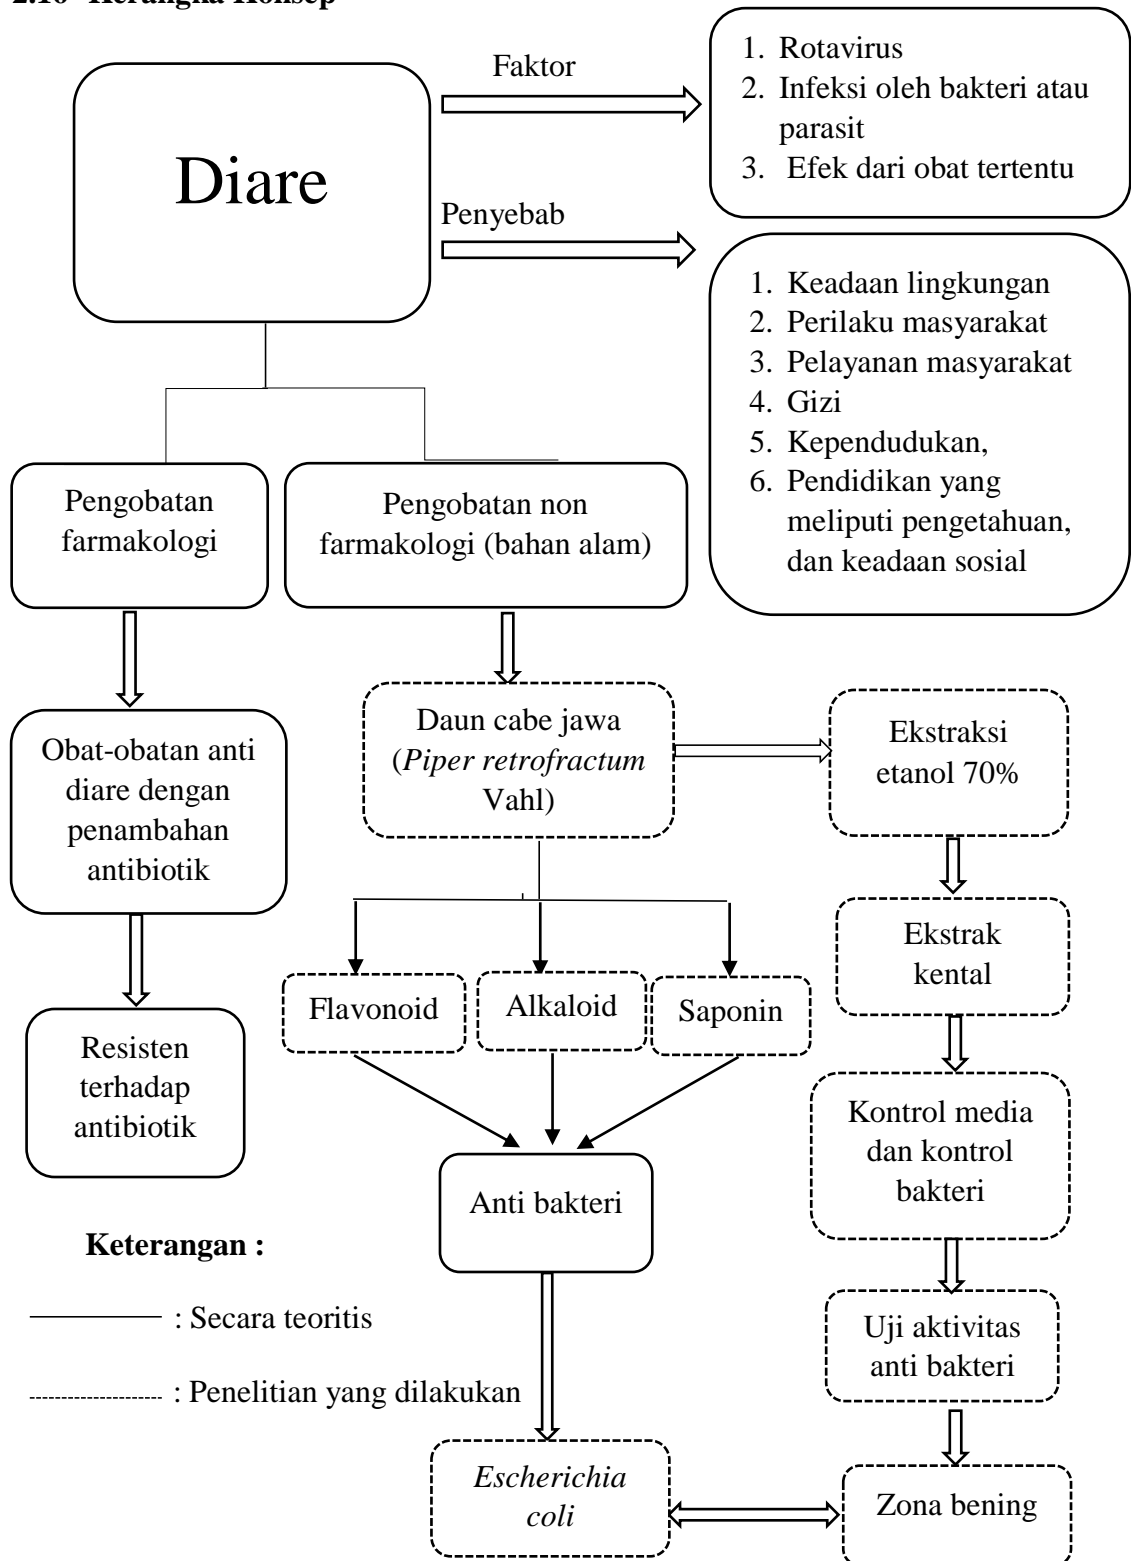 2.10 Kerangka Konsep
Diare
Faktor
1. Rotavirus
2. Infeksi oleh bakteri atau
parasit
3. Efek dari obat tertentu
Penyebab
1. Keadaan lingkungan
2. Perilaku masyarakat
3. Pelayanan masyarakat
4. Gizi
5. Kependudukan,
6. Pendidikan yang
meliputi pengetahuan,
dan keadaan sosial
Pengobatan
farmakologi
Pengobatan non
farmakologi (bahan alam)
Obat-obatan anti
diare dengan
penambahan
antibiotik
Daun cabe jawa
(Piper retrofractum
Vahl)
Ekstraksi
etanol 70%
Ekstrak
kental
Flavonoid
Alkaloid
Saponin
Resisten
terhadap
antibiotik
Kontrol media
dan kontrol
bakteri
Anti bakteri
Keterangan :
: Secara teoritis
: Penelitian yang dilakukan
Uji aktivitas
anti bakteri
Escherichia
coli
Zona bening